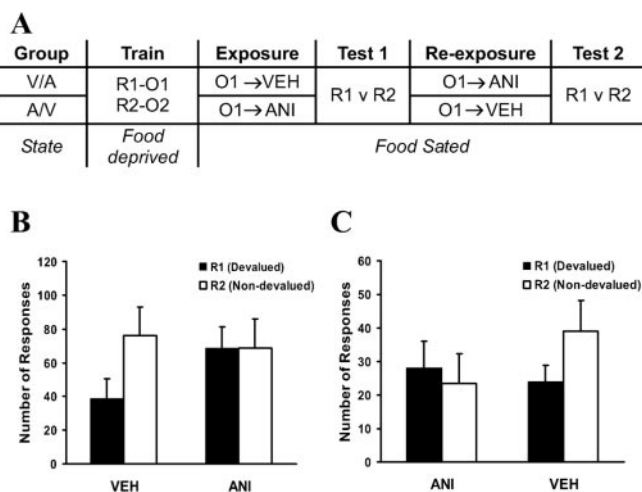 A
Group Train Exposure Test 1 Re-exposure Test 2
V/A R1-O1 O1→VEH R1 v R2 O1→ANI R1 v R2
A/V R2-O2 O1→ANI O1→VEH
State Food deprived Food Sated
B
Number of Responses
R1 (Devalued)
R2 (Non-devalued)
120
100
80
60
40
20
0
VEH ANI
C
Number of Responses
R1 (Devalued)
R2 (Non-devalued)
60
50
40
30
20
10
0
ANI VEH